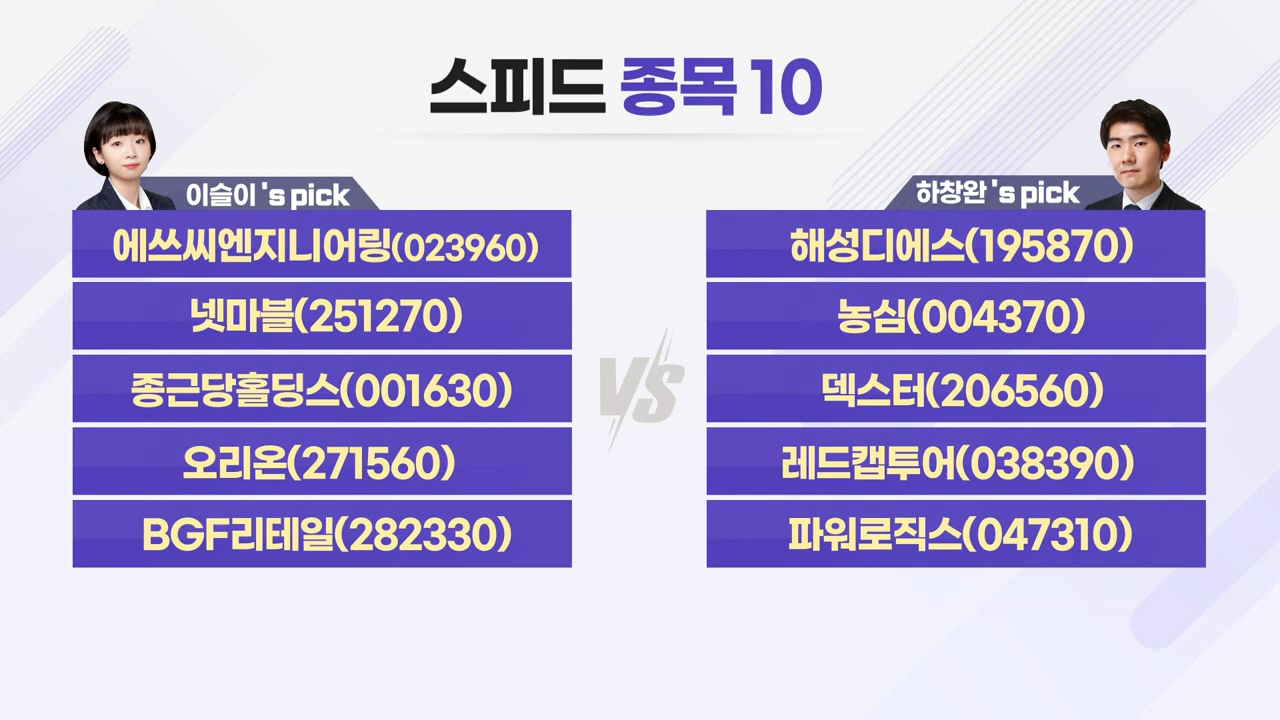 스피드 종목 10
이슬이 's pick
에쓰씨엔지니어링(023960)
넷마블(251270)
종근당홀딩스(001630)
오리온(271560)
BGF리테일(282330)
VS
하창완 's pick
해성디에스(195870)
농심(004370)
덱스터(206560)
레드캡투어(038390)
파워로직스(047310)